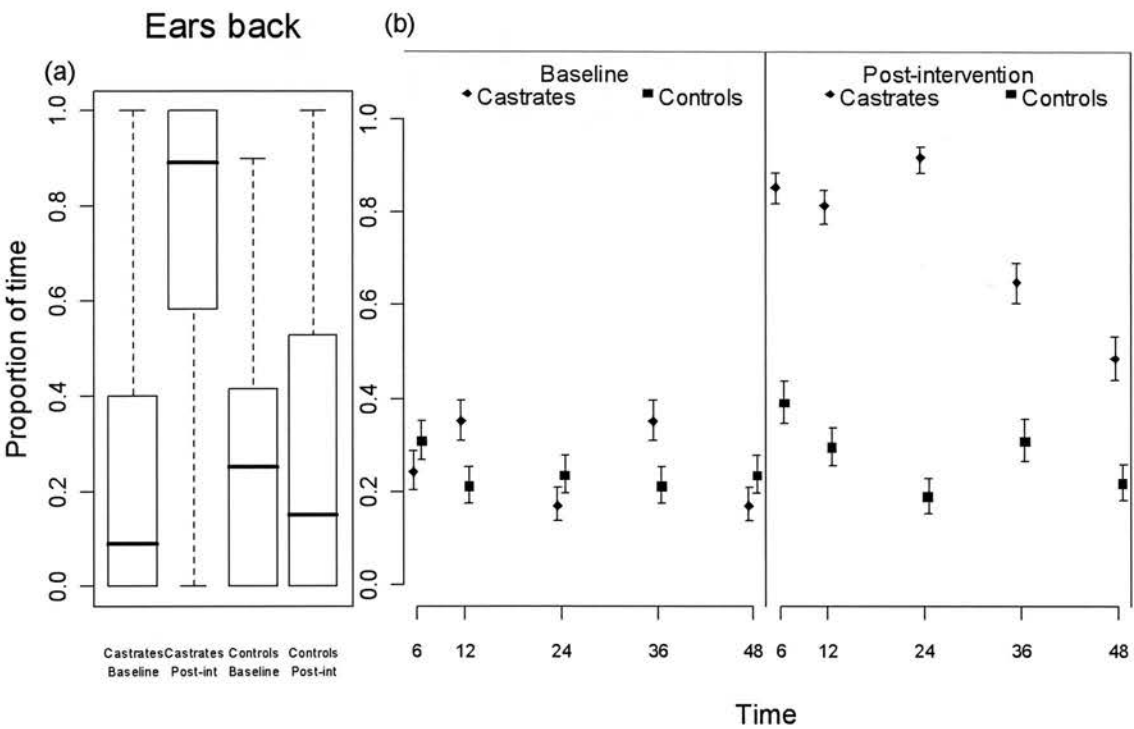 Ears back
(a)
Proportion of time
1.0
0.8
0.6
0.4
0.2
0.0
Castrates Castrates Controls Controls
Baseline Post-int Baseline Post-int
(b)
Baseline
Castrates Controls
Post-intervention
Castrates Controls
1.0
0.8
0.6
0.4
0.2
0.0
6 12 24 36 48
6 12 24 36 48
Time